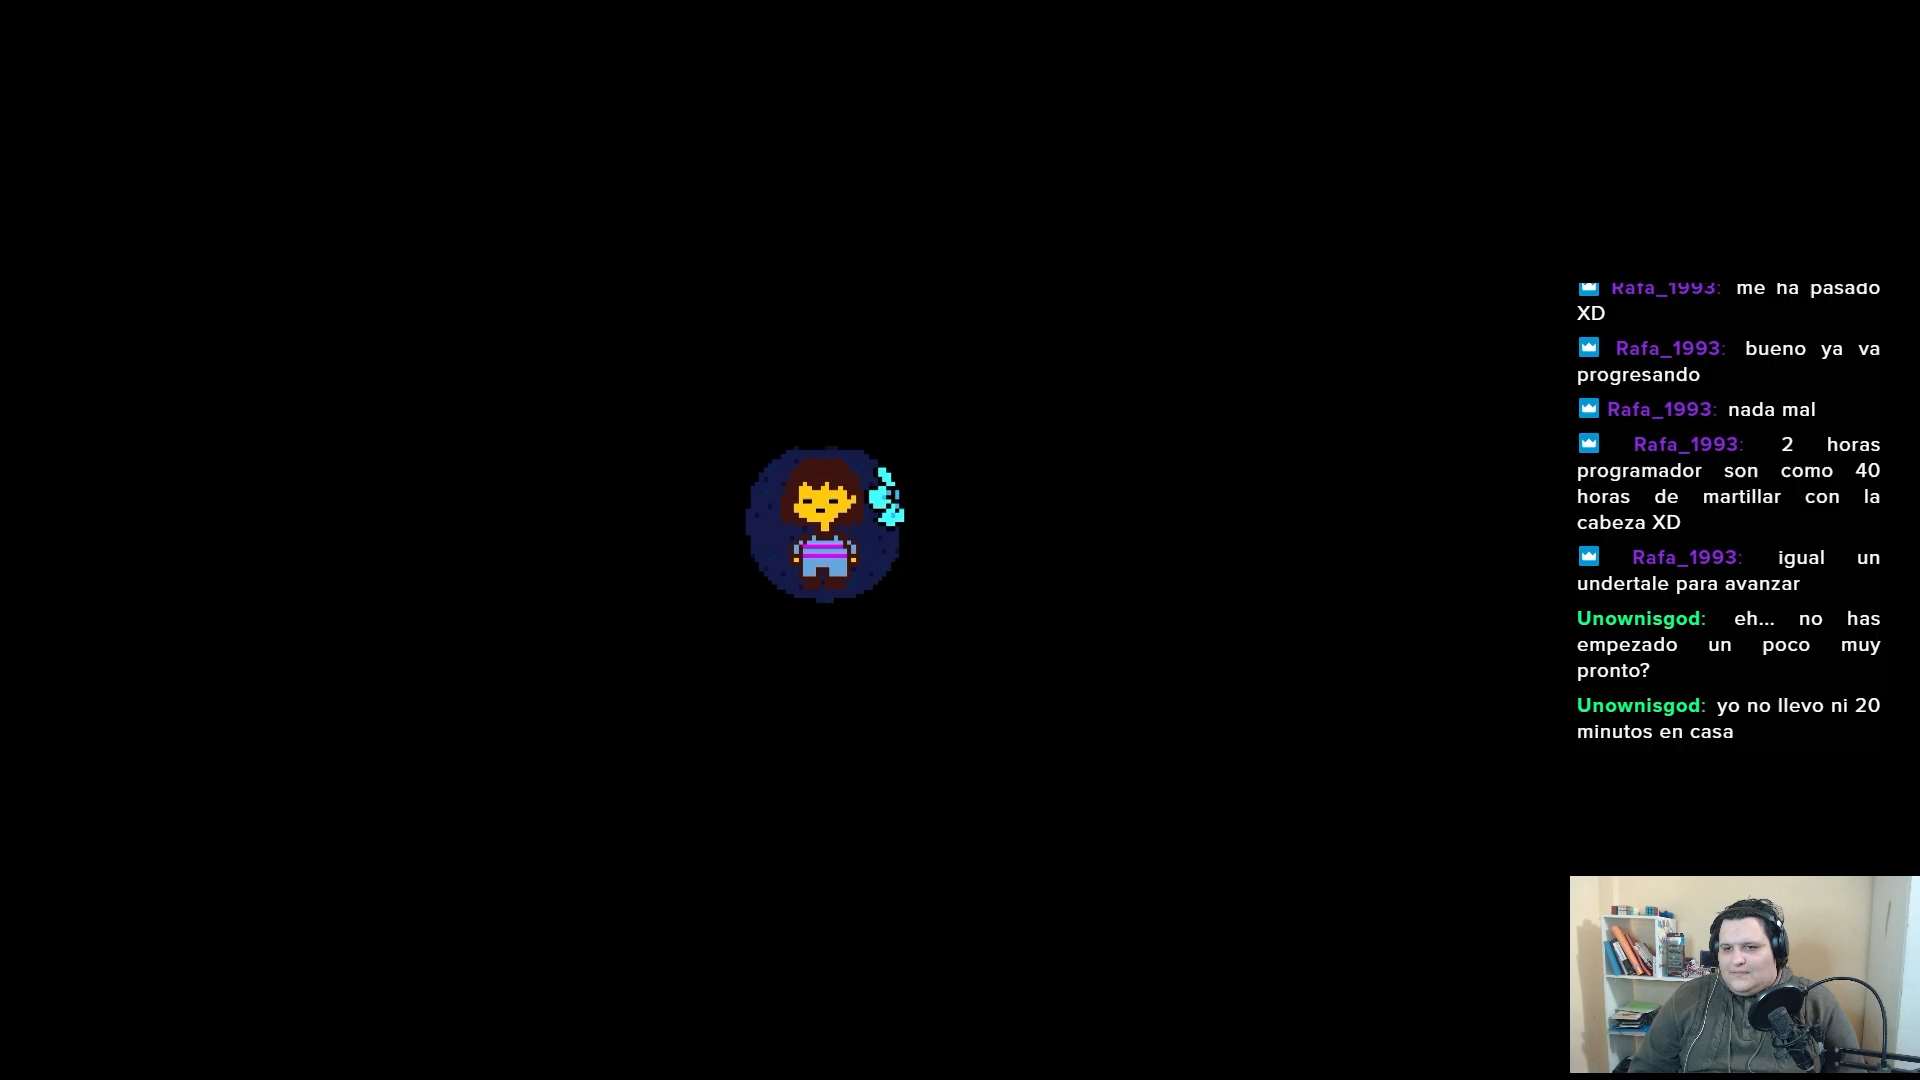 Rafa_1993: me ha pasado
XD
Rafa_1993: bueno ya va
progresando
Rafa_1993: nada mal
Rafa_1993: 2 horas
programador son como 40
horas de martillar con la
cabeza XD
Rafa_1993: igual un
undertale para avanzar
Unownisgod: eh... no has
empezado un poco muy
pronto?
Unownisgod: yo no llevo ni 20
minutos en casa